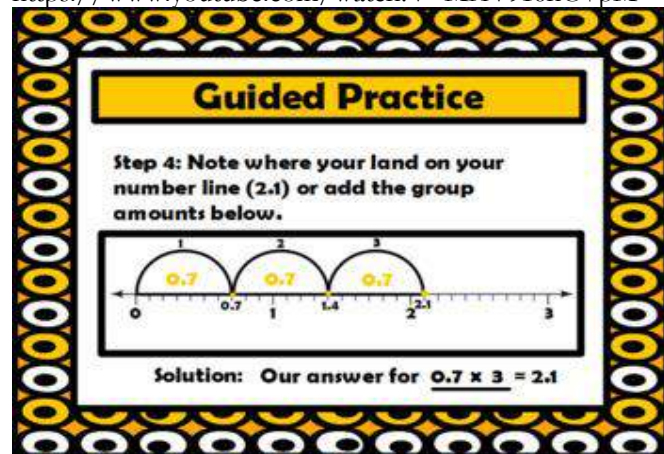 Guided Practice
Step 4: Note where your land on your
number line (2.1) or add the group
amounts below.
1 2 3
0.7 0.7 0.7
0 0.7 1 1.4 2 2.1 3
Solution: Our answer for 0.7 x 3 = 2.1